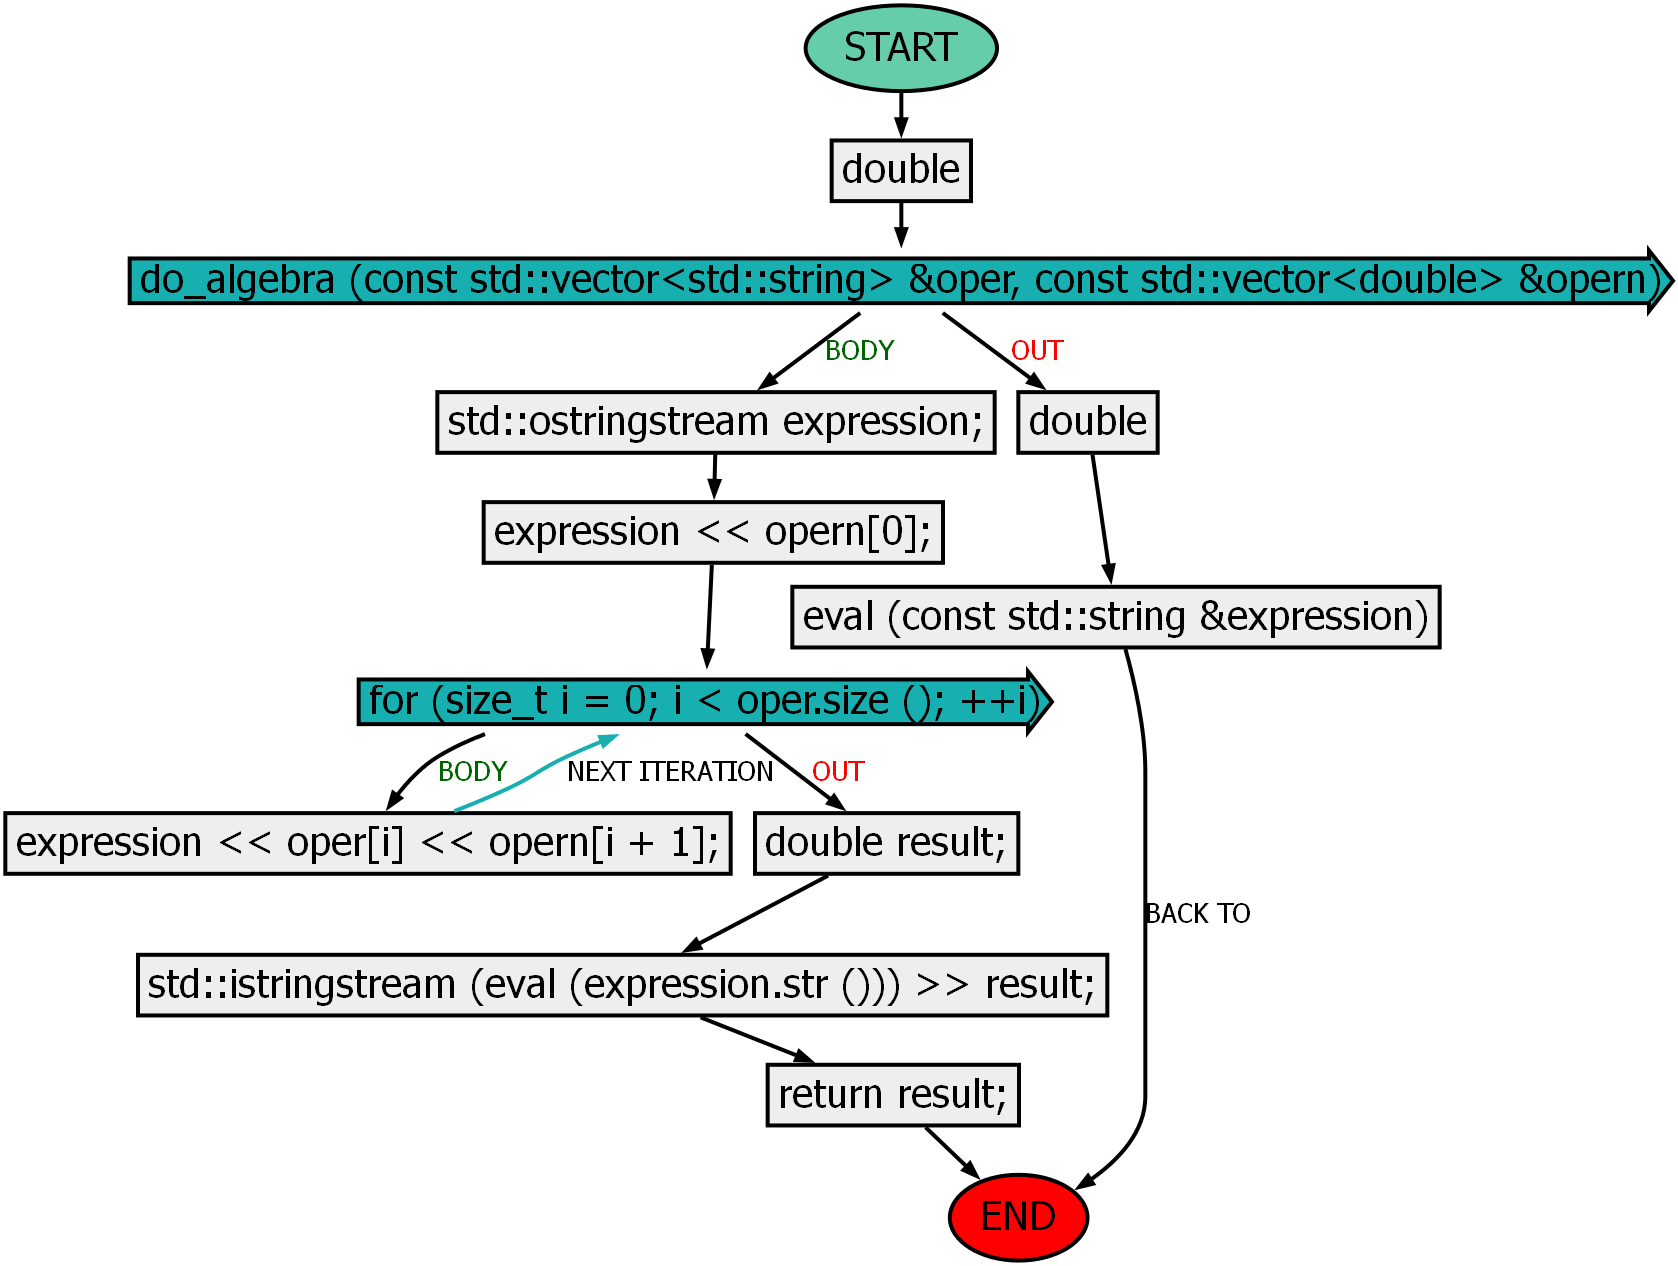 START
double
do_algebra (const std::vector<std::string> &oper, const std::vector<double> &opern)
BODY
OUT
std::ostringstream expression;
double
expression << opern[0];
eval (const std::string &expression)
for (size_t i = 0; i < oper.size (); ++i)
BODY
NEXT ITERATION
OUT
expression << oper[i] << opern[i + 1];
double result;
BACK TO
std::istringstream (eval (expression.str ())) >> result;
return result;
END